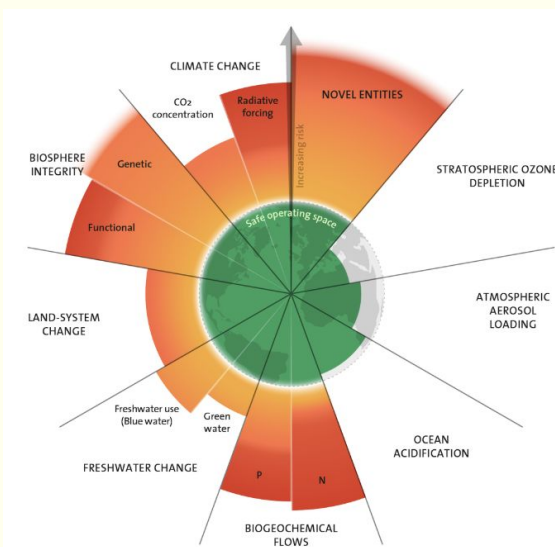 CLIMATE CHANGE
CO2
concentration
Radiative
forcing
Increasing risk
NOVEL ENTITIES
STRATOSPHERIC OZONE
DEPLETION
ATMOSPHERIC
AEROSOL
LOADING
OCEAN
ACIDIFICATION
N
P
BIOGEOCHEMICAL
FLOWS
Green
water
Freshwater use
(Blue water)
FRESHWATER CHANGE
LAND-SYSTEM
CHANGE
BIOSPHERE
INTEGRITY
Genetic
Functional
Safe operating space